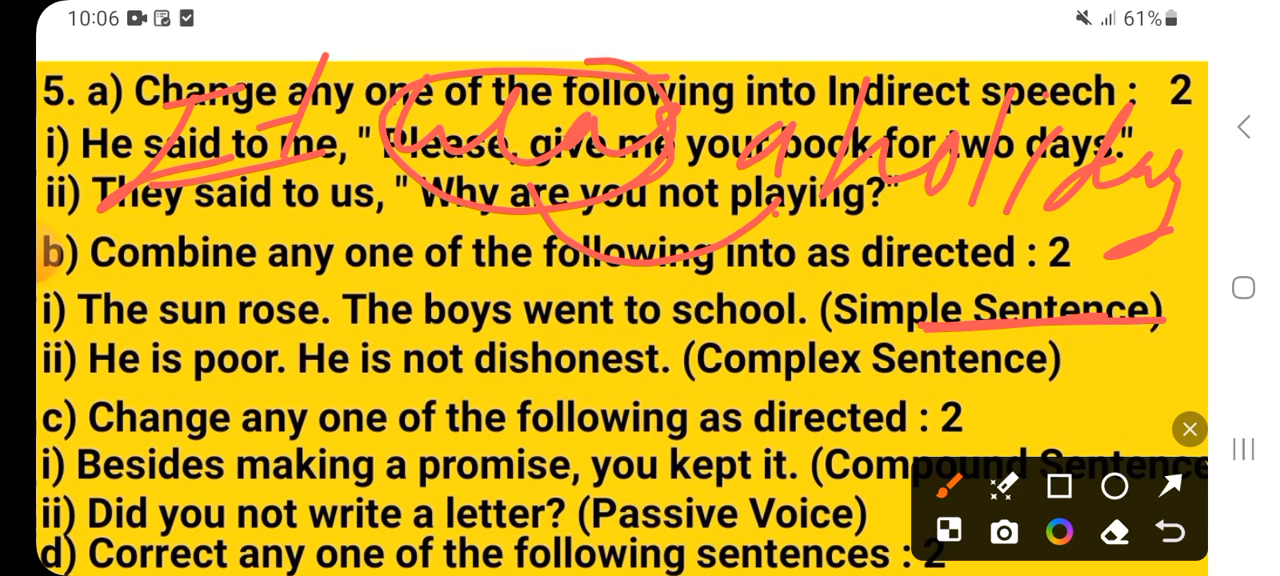 10:06
61%
5. a) Change any one of the following into Indirect speech : 2
i) He said to me, " Please, give me your book for two days."
ii) They said to us, " Why are you not playing?"
It was a holiday
b) Combine any one of the following into as directed : 2
i) The sun rose. The boys went to school. (Simple Sentence)
ii) He is poor. He is not dishonest. (Complex Sentence)
c) Change any one of the following as directed : 2
i) Besides making a promise, you kept it. (Compound Sentence
ii) Did you not write a letter? (Passive Voice)
d) Correct any one of the following sentences : 2